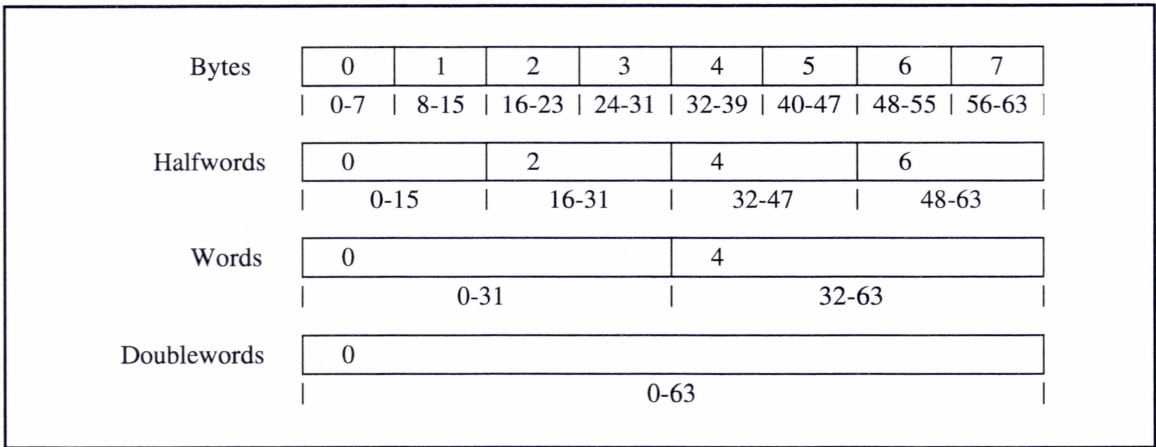 Bytes 0 1 2 3 4 5 6 7
| 0-7 | 8-15 | 16-23 | 24-31 | 32-39 | 40-47 | 48-55 | 56-63 |
Halfwords 0 2 4 6
| 0-15 | 16-31 | 32-47 | 48-63 |
Words 0 4
| 0-31 | 32-63 |
Doublewords 0
| 0-63 |